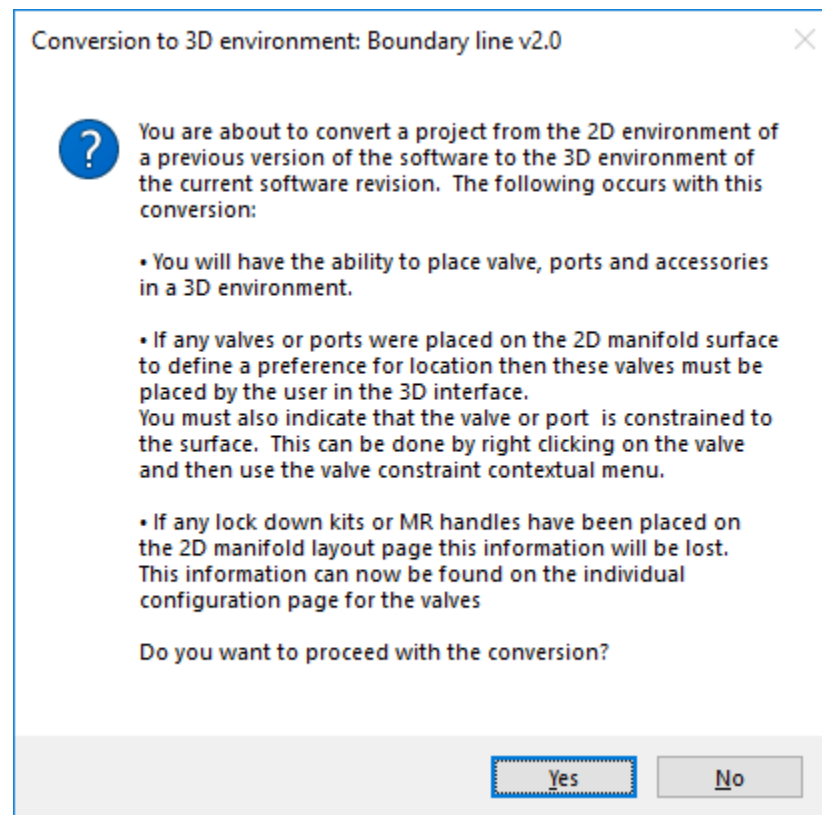 Conversion to 3D environment: Boundary line v2.0
You are about to convert a project from the 2D environment of
a previous version of the software to the 3D environment of
the current software revision.  The following occurs with this
conversion:
• You will have the ability to place valve, ports and accessories
in a 3D environment.
• If any valves or ports were placed on the 2D manifold surface
to define a preference for location then these valves must be
placed by the user in the 3D interface.
You must also indicate that the valve or port  is constrained to
the surface.  This can be done by right clicking on the valve
and then use the valve constraint contextual menu.
• If any lock down kits or MR handles have been placed on
the 2D manifold layout page this information will be lost.
This information can now be found on the individual
configuration page for the valves
Do you want to proceed with the conversion?
Yes
No